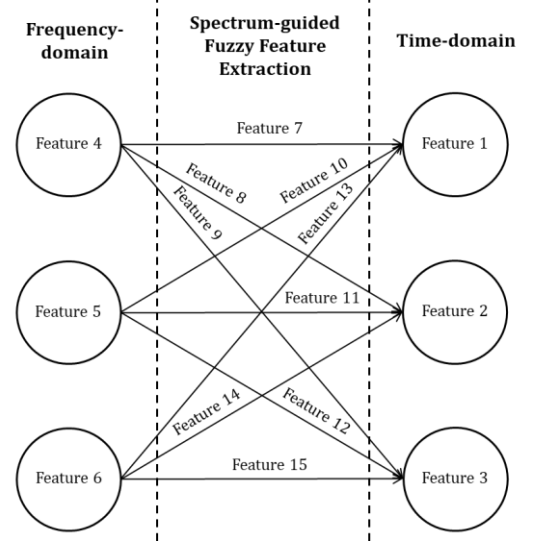 Frequency-
domain
Spectrum-guided
Fuzzy Feature
Extraction
Time-domain
Feature 4
Feature 7
Feature 1
Feature 8
Feature 10
Feature 9
Feature 13
Feature 5
Feature 11
Feature 2
Feature 14
Feature 12
Feature 6
Feature 15
Feature 3